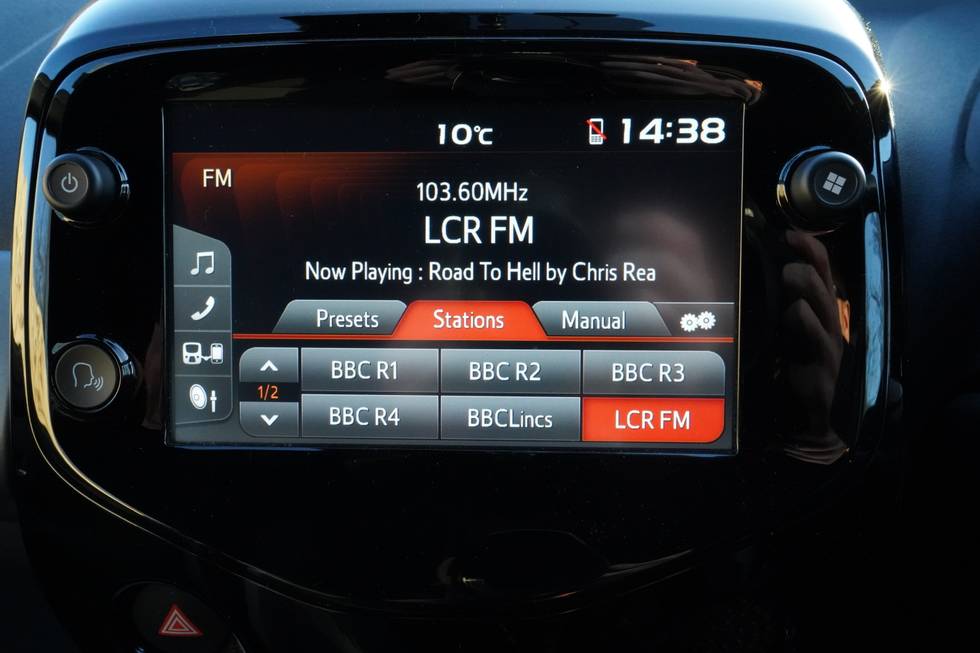 10℃ 14:38
FM
103.60MHz
LCR FM
Now Playing : Road To Hell by Chris Rea
Presets Stations Manual
BBC R1 BBC R2 BBC R3
1/2
BBC R4 BBCLincs LCR FM